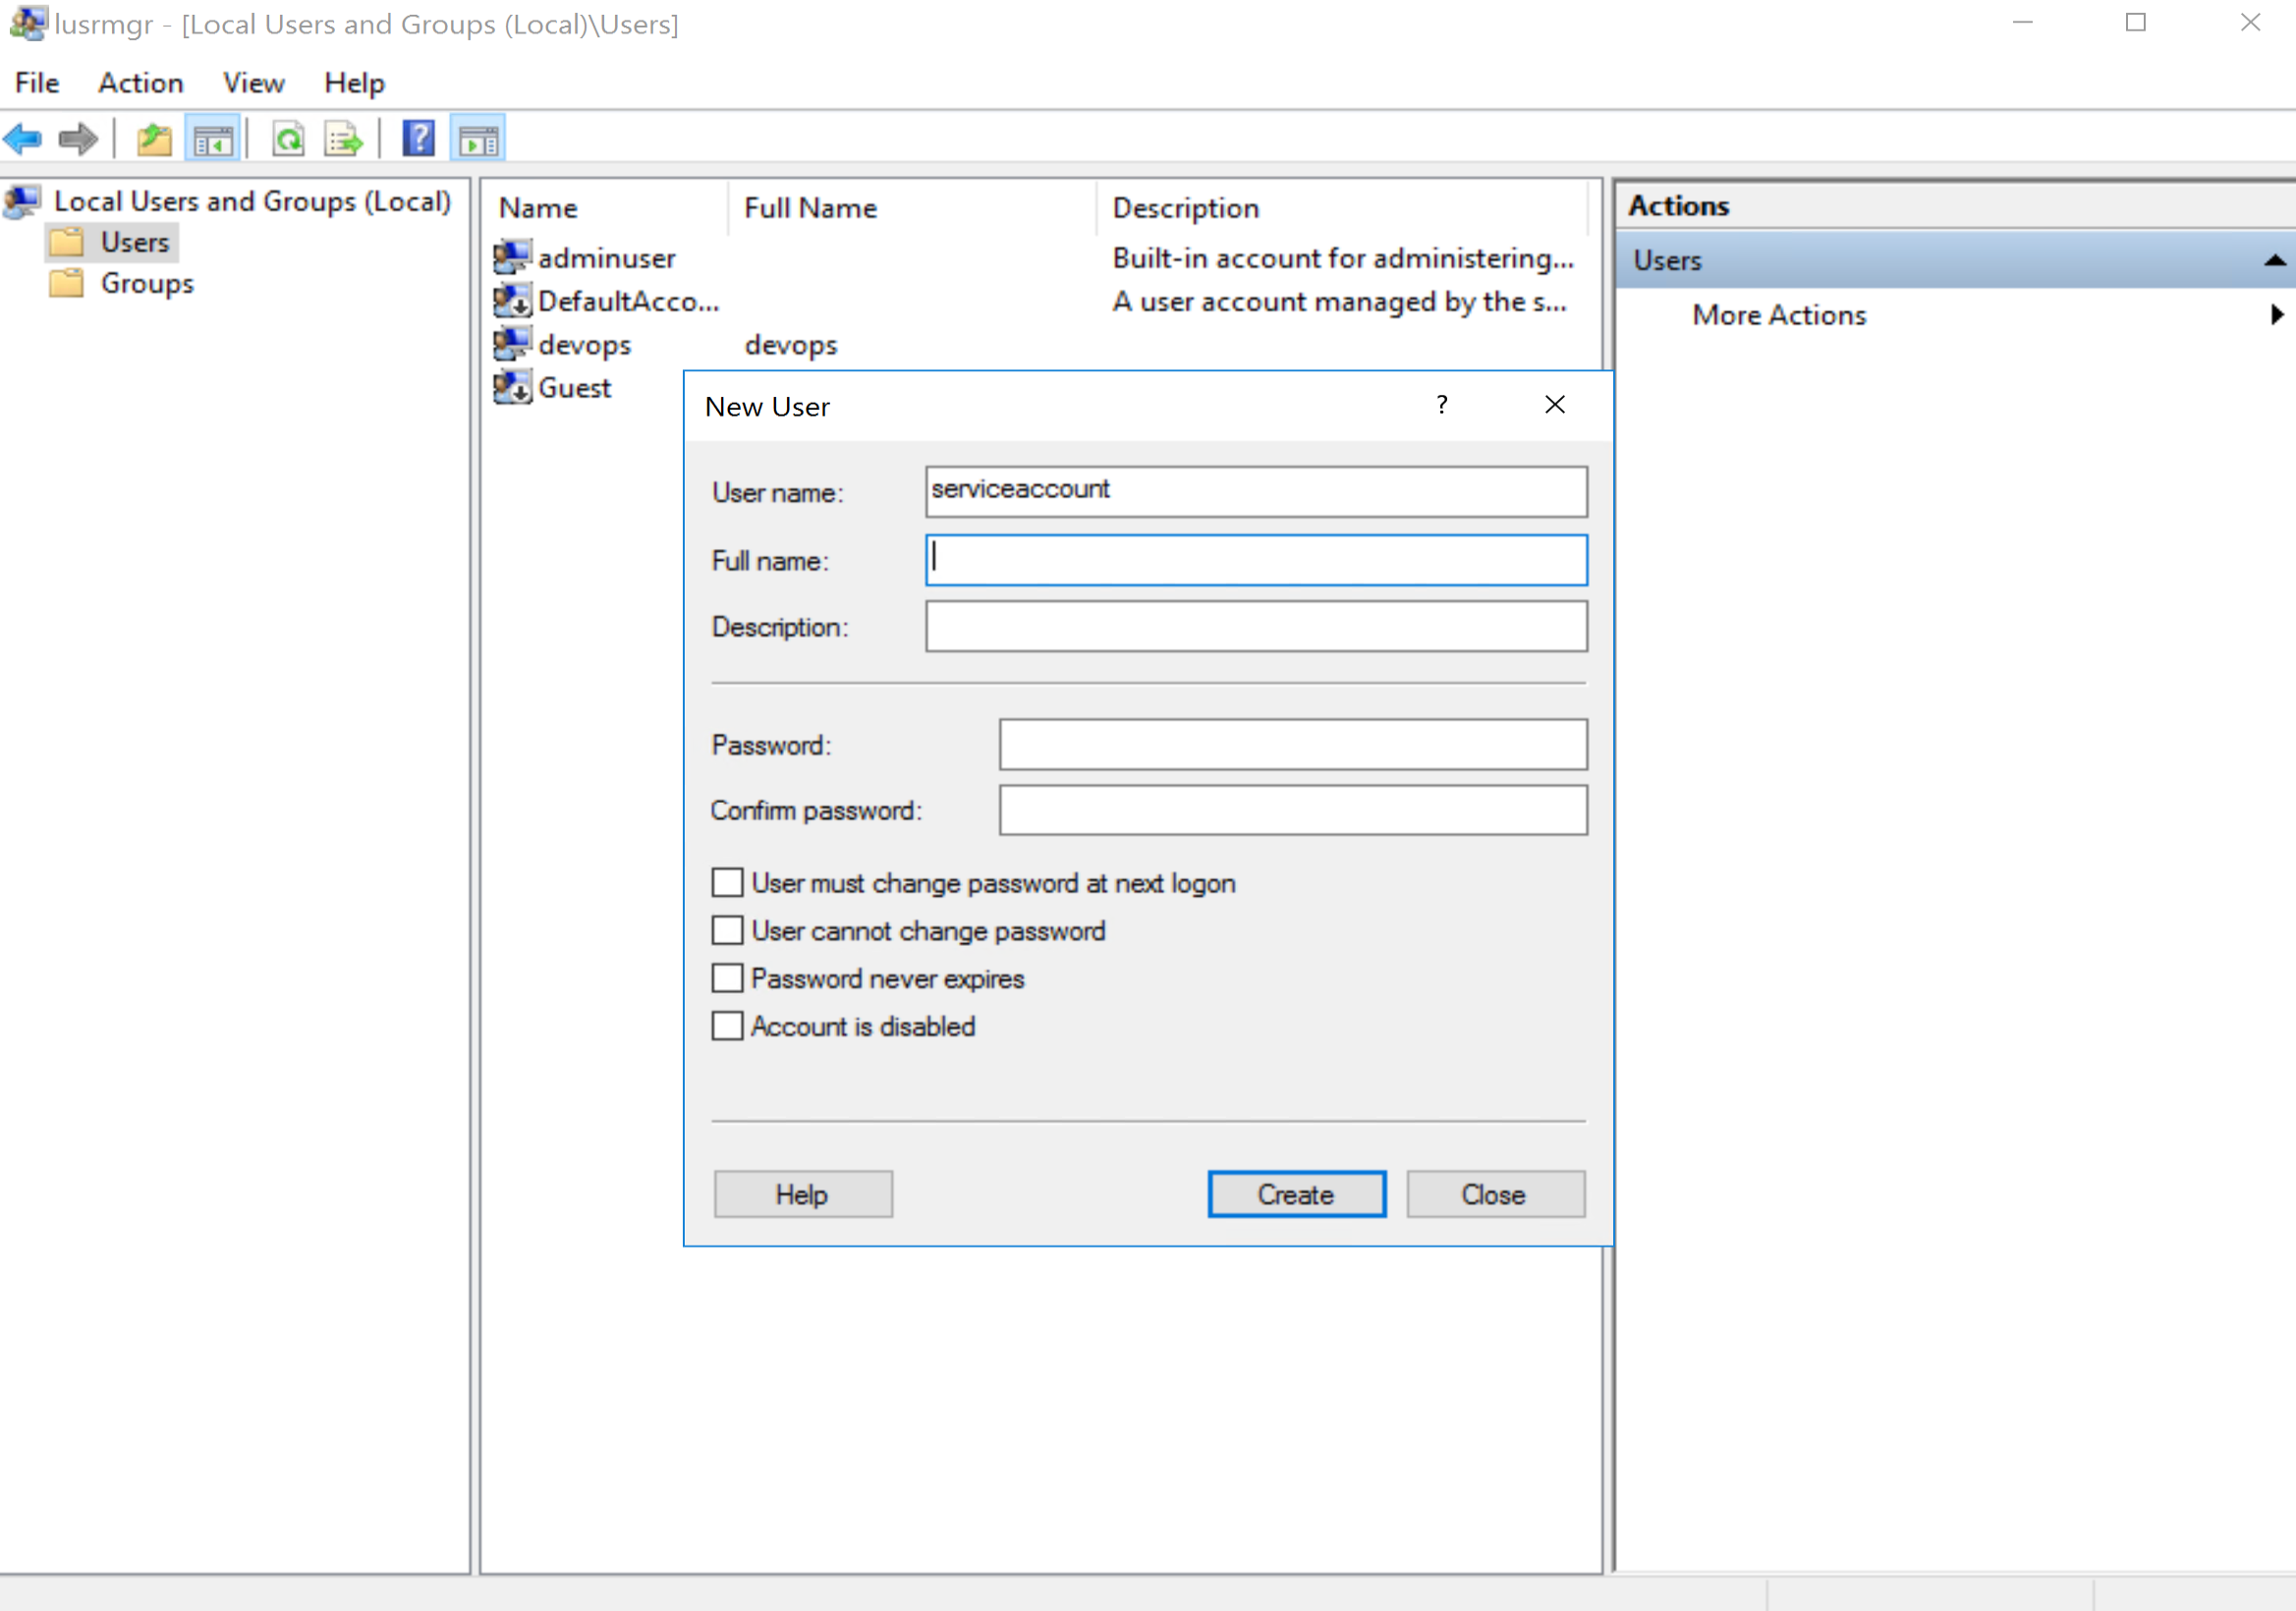 lusrmgr - [Local Users and Groups (Local)\Users]
File Action View Help
Local Users and Groups (Local)
Users
Groups
Name Full Name Description
adminuser Built-in account for administering...
DefaultAcco... A user account managed by the s...
devops devops
Guest
Actions
Users
More Actions
New User ?
User name: serviceaccount
Full name:
Description:
Password:
Confirm password:
User must change password at next logon
User cannot change password
Password never expires
Account is disabled
Help Create Close